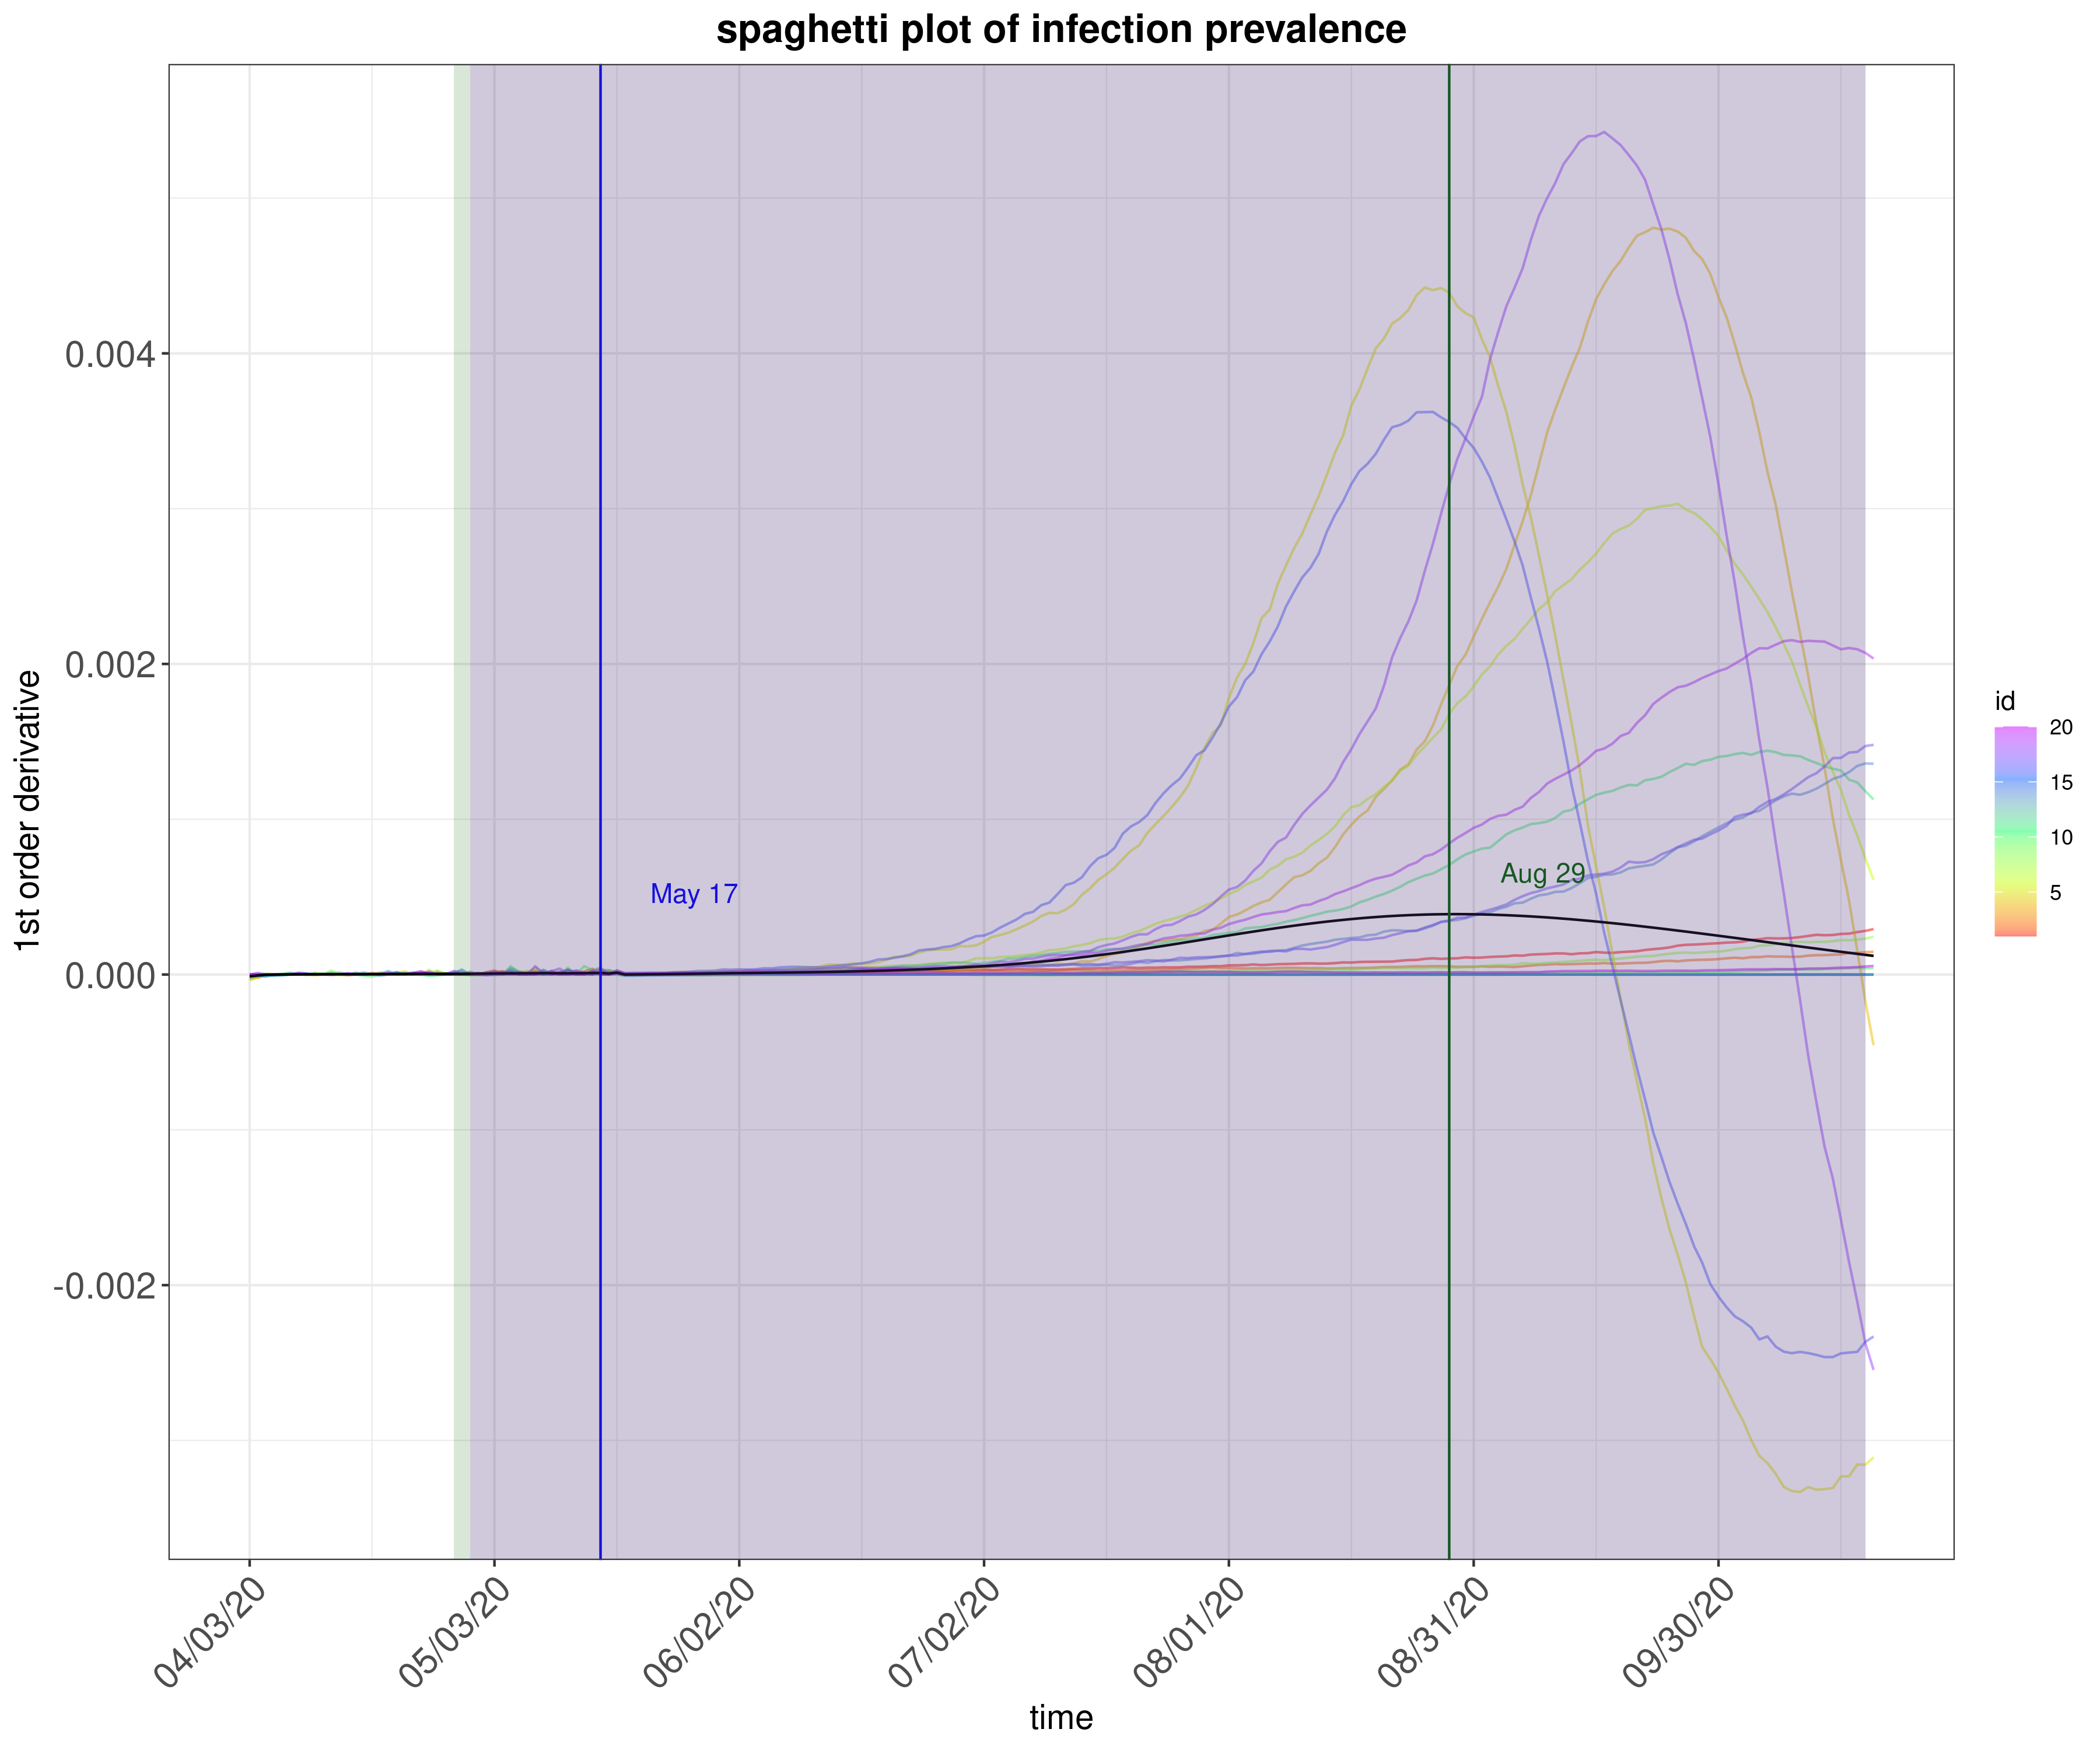 spaghetti plot of infection prevalence
1st order derivative
0.004
0.002
0.000
-0.002
May 17
Aug 29
id
20
15
10
5
04/03/20
05/03/20
06/02/20
07/02/20
08/01/20
08/31/20
09/30/20
time